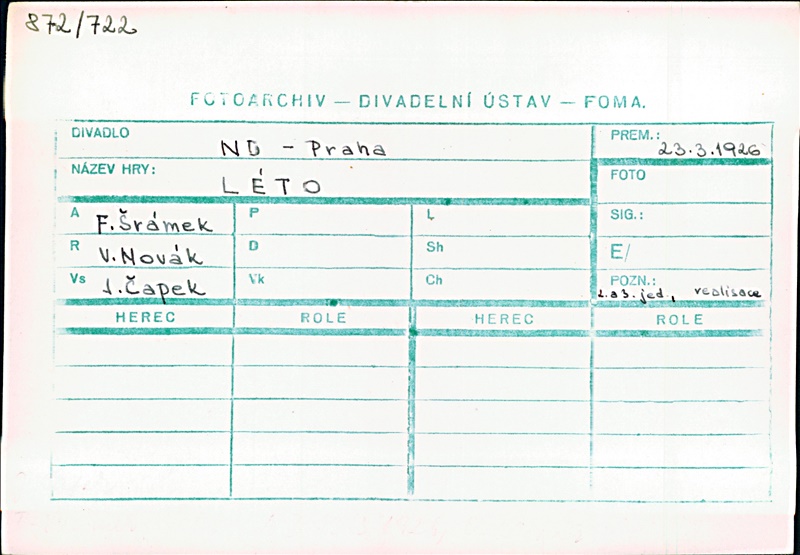 872/722
FOTOARCHIV — DIVADELNÍ ÚSTAV — FOMA.
DIVADLO ND - Praha PREM.: 23.3.1926
NÁZEV HRY: LÉTO FOTO
A F. Šrámek P L SIG.:
R V. Novák D Sh E/
Vs J. Čapek Vk Ch POZN.: 2. a 3. jed., realisace
HEREC ROLE HEREC ROLE